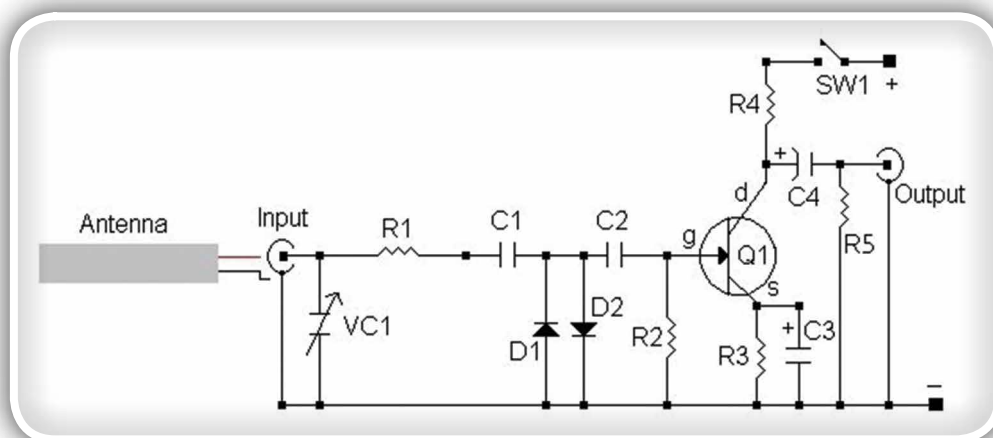 SW1
+
R4
+
C4
Output
d
Antenna
Input
R1
C1
C2
g
Q1
R5
s
VC1
D1
D2
R2
R3
+
C3
−